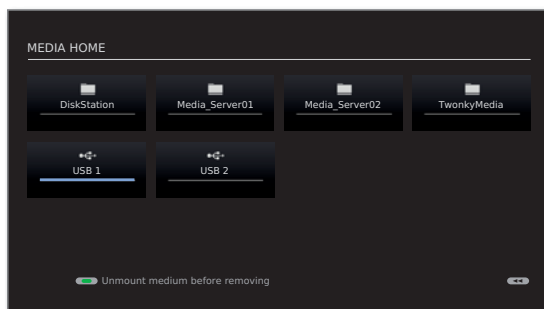 MEDIA HOME
DiskStation
Media_Server01
Media_Server02
TwonkyMedia
USB 1
USB 2
Unmount medium before removing